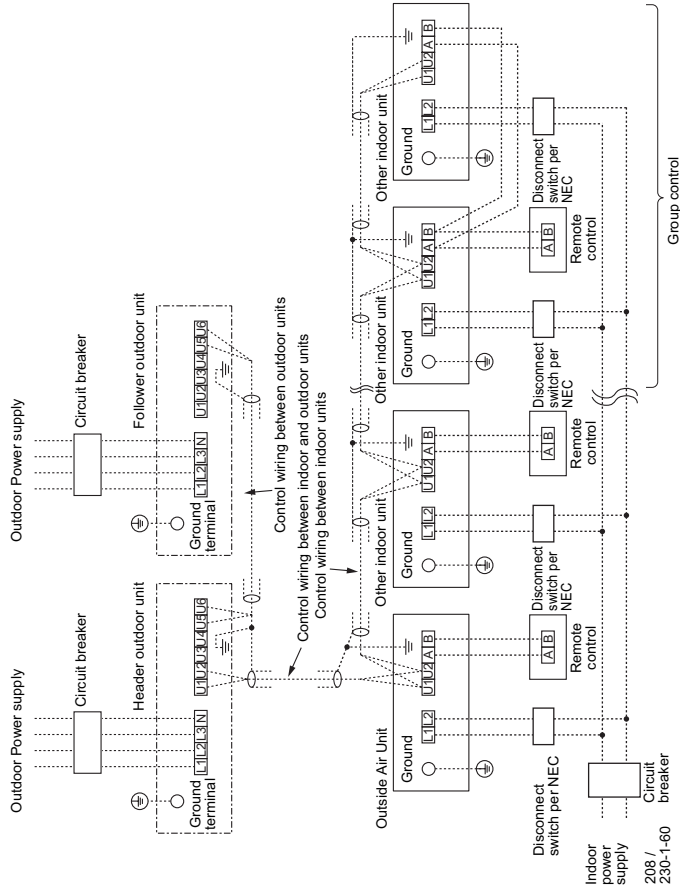 Outdoor Power supply
Outdoor Power supply
Circuit breaker
Circuit breaker
Header outdoor unit
Follower outdoor unit
Ground
terminal
L1 L2 L3 N
U1 U2 U3 U4 U5 U6
Ground
terminal
L1 L2 L3 N
U1 U2 U3 U4 U5 U6
Control wiring between outdoor units
Control wiring between indoor and outdoor units
Control wiring between indoor units
Outside Air Unit
Ground
L1 L2
U1 U2 A B
Other indoor unit
Ground
L1 L2
U1 U2 A B
Other indoor unit
Ground
L1 L2
U1 U2 A B
Other indoor unit
Ground
L1 L2
U1 U2 A B
Disconnect
switch per NEC
A B
Remote
control
Disconnect
switch per
NEC
A B
Remote
control
Disconnect
switch per
NEC
A B
Remote
control
Disconnect
switch per
NEC
Indoor
power
supply
208 /
230-1-60
Circuit
breaker
Group control